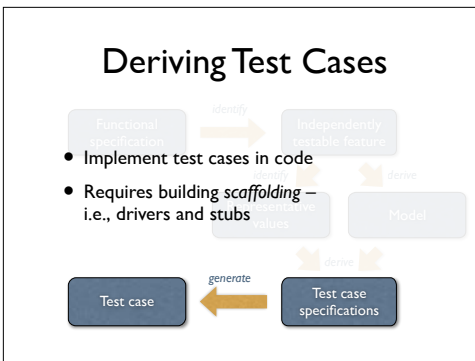 Deriving Test Cases
identify
Functional
specification
Independently
testable feature
• Implement test cases in code
identify
derive
• Requires building scaffolding –
i.e., drivers and stubs
Representative
values
Model
derive
generate
Test case
Test case
specifications